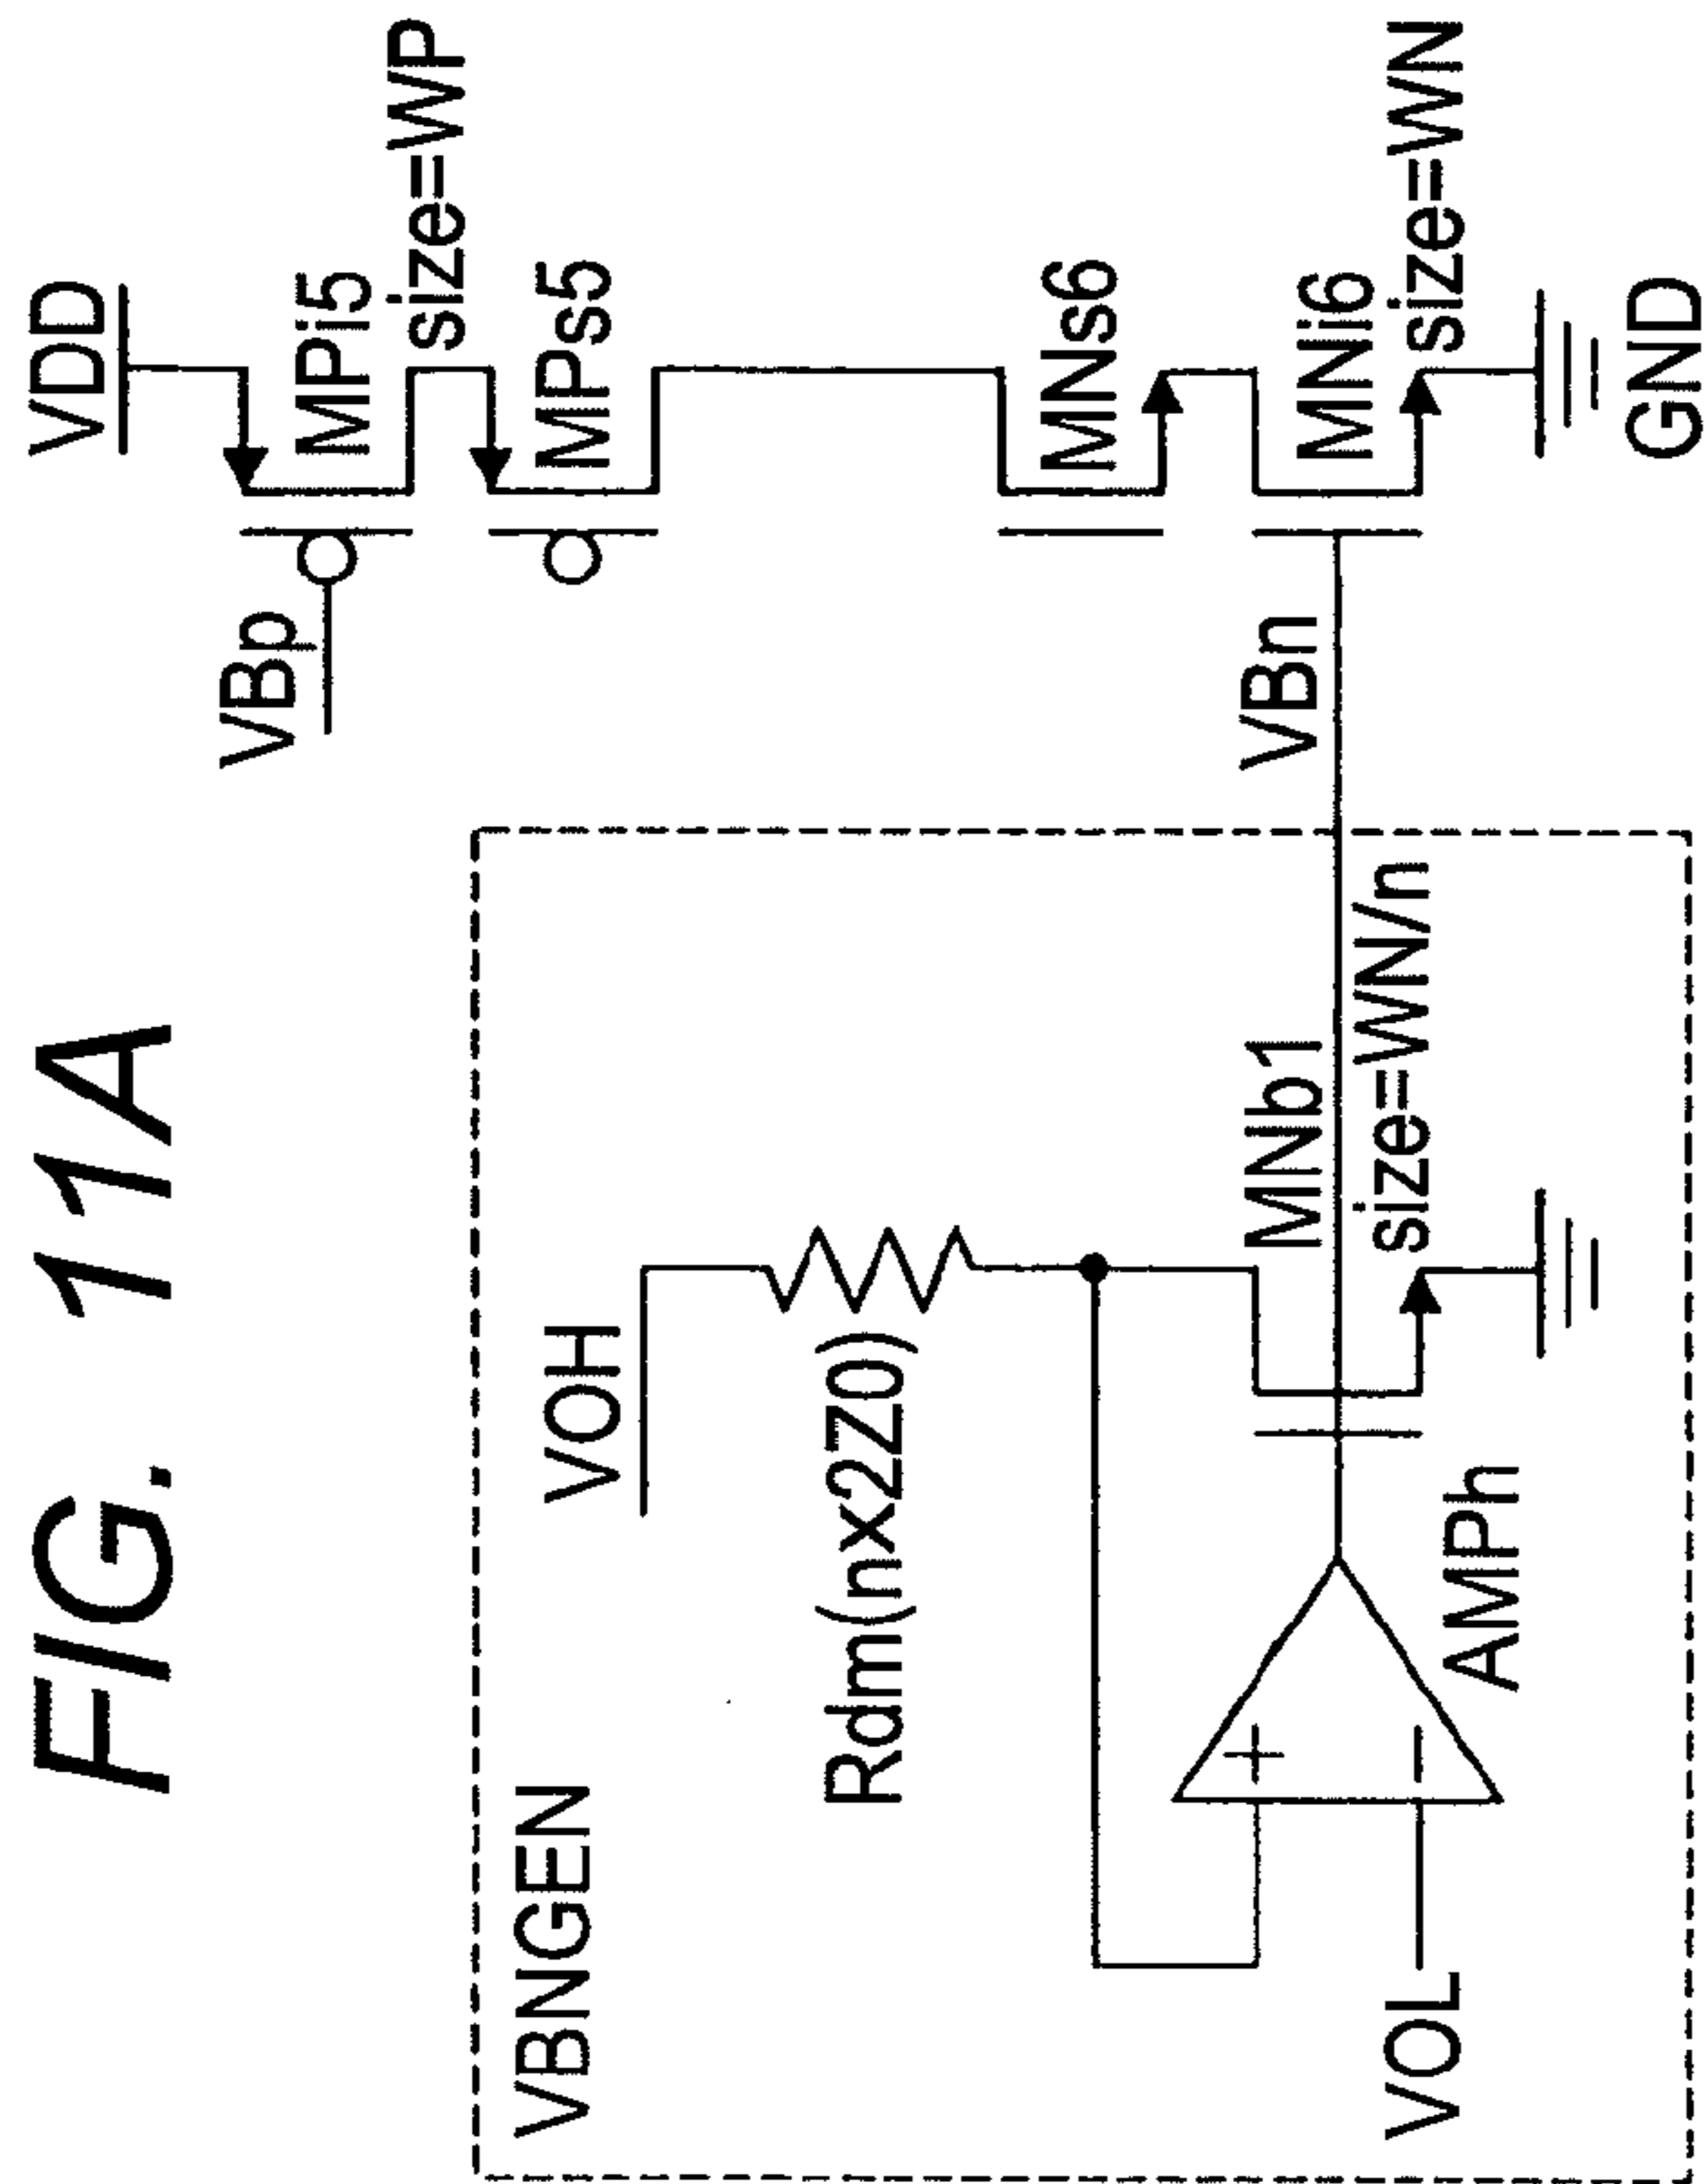 FIG. 11A
VBNGEN
VOH
Rdm(nx2Z0)
+
−
VOL
AMPh
MNb1
size=WN/n
VBp
VBn
VDD
MPi5
size=WP
MPs5
MNs6
MNi6
size=WN
GND